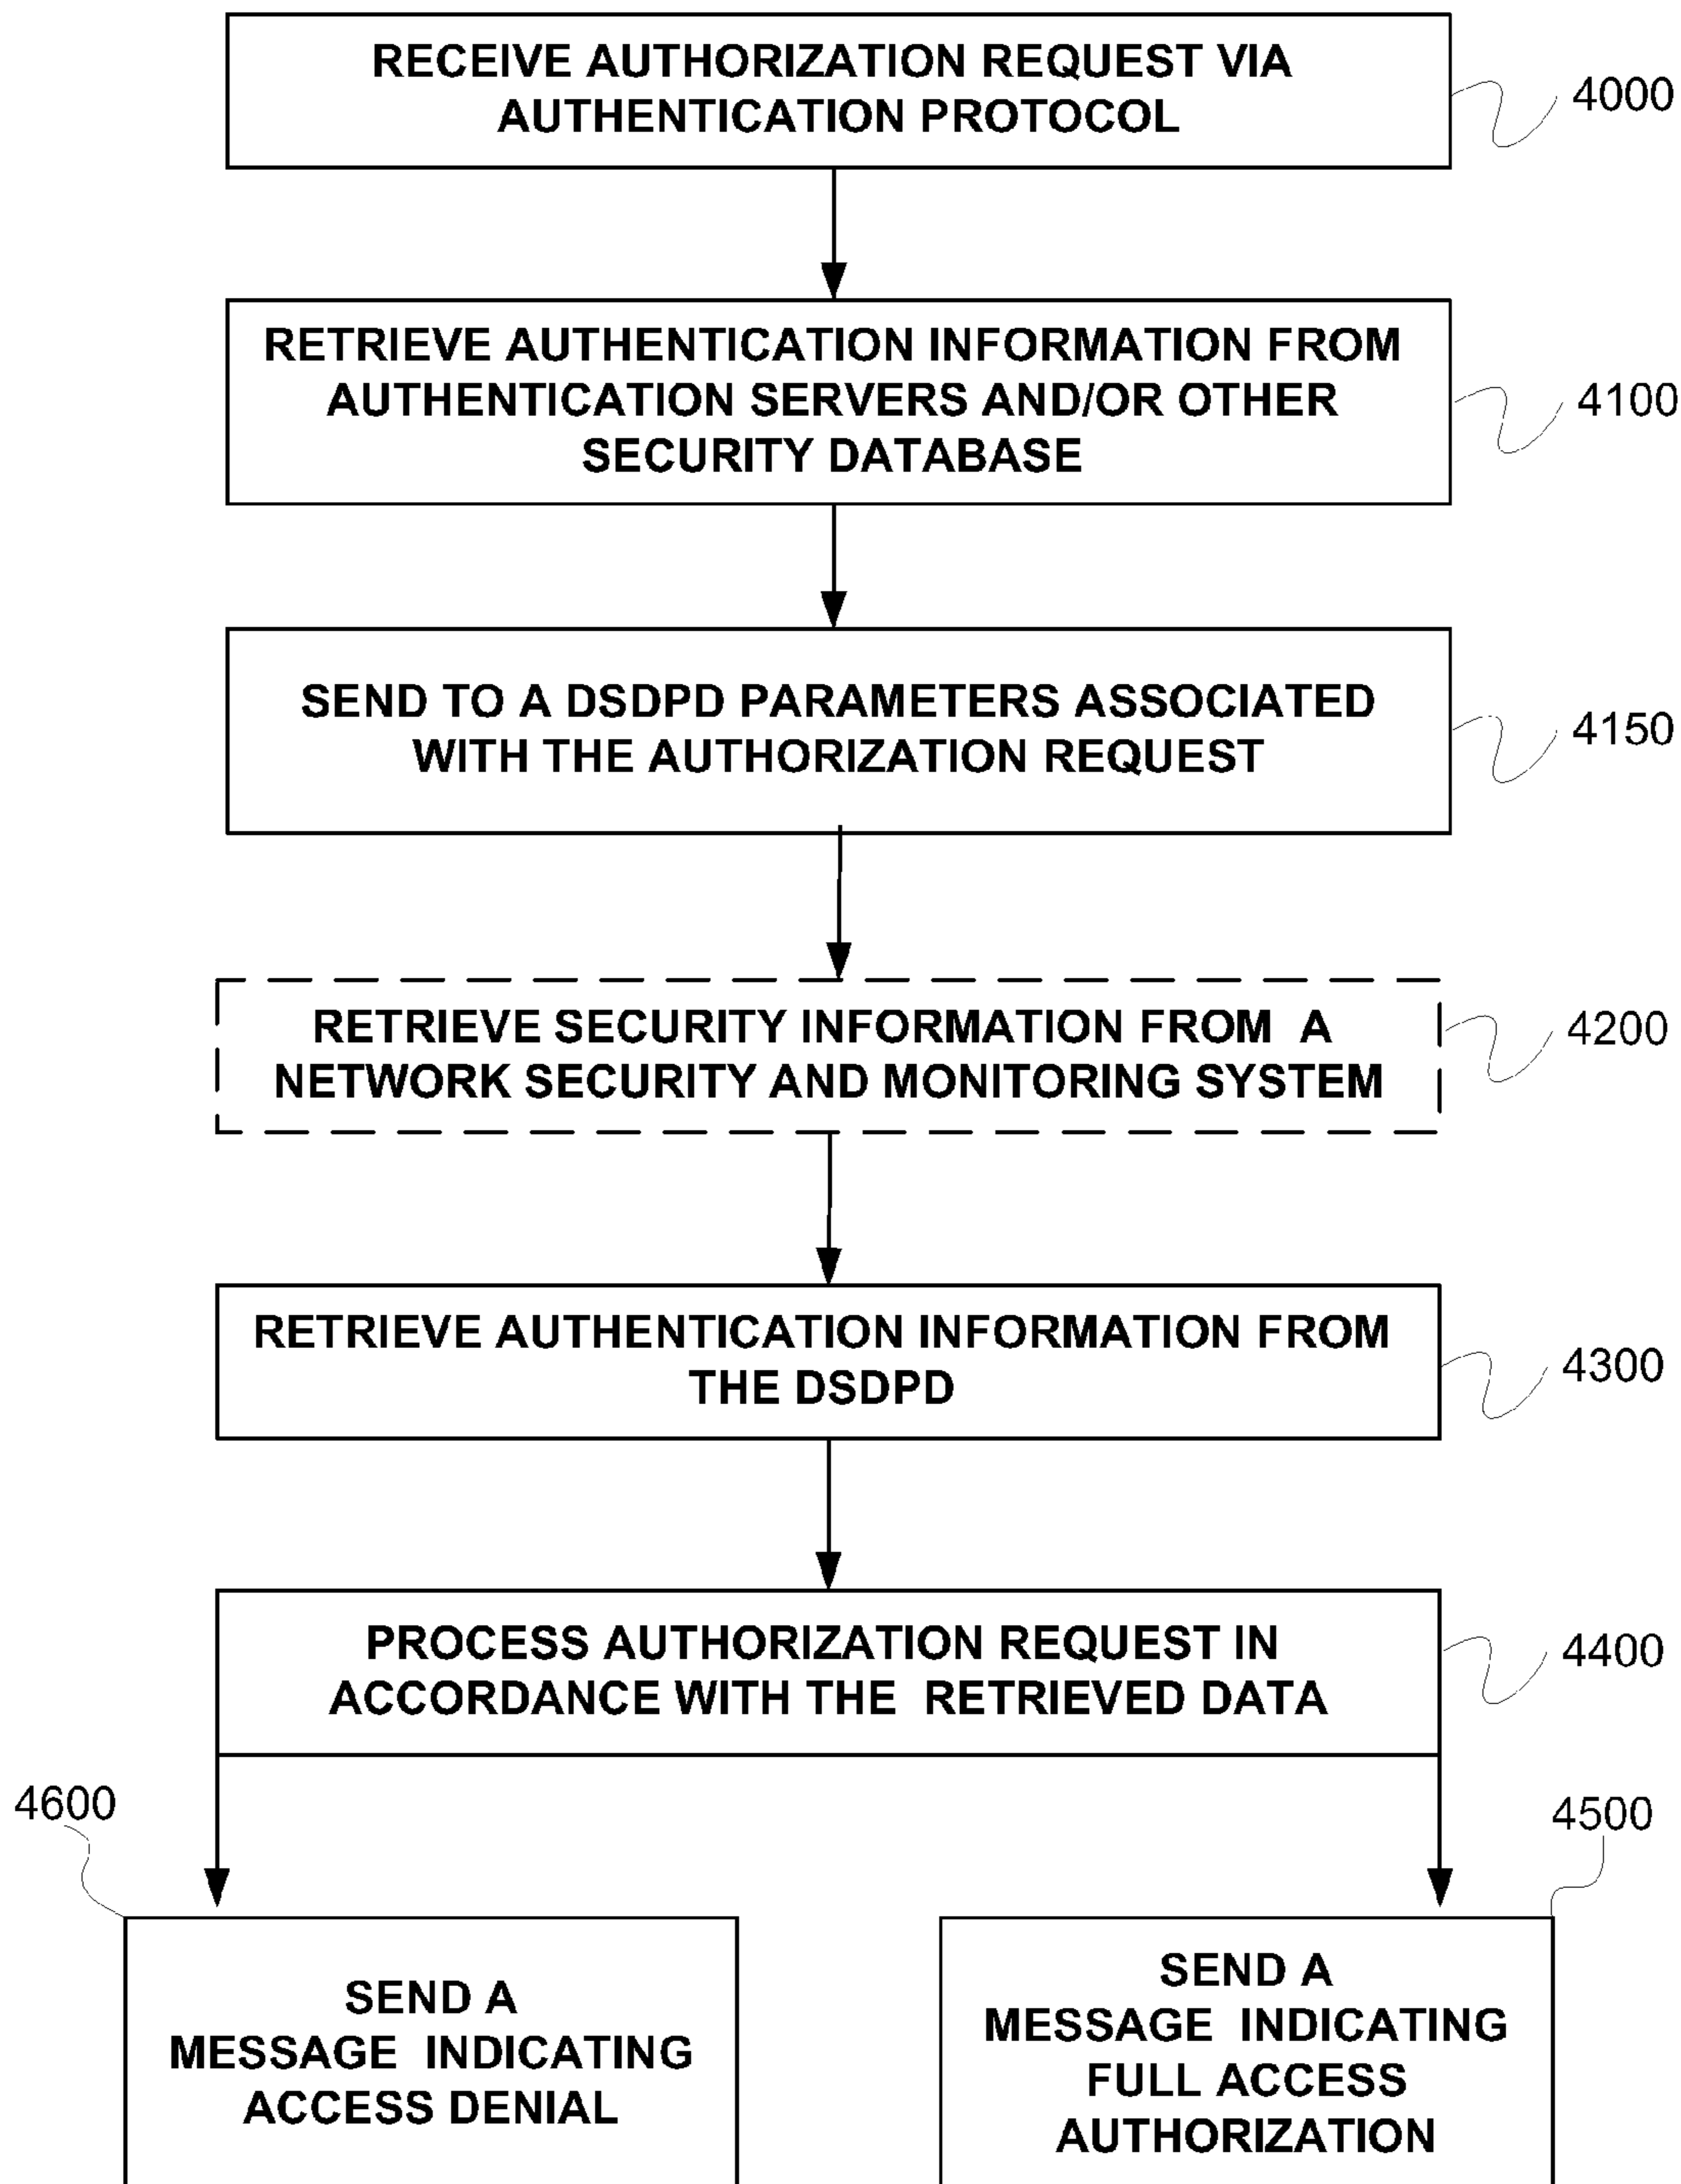 RECEIVE AUTHORIZATION REQUEST VIA
AUTHENTICATION PROTOCOL
4000
RETRIEVE AUTHENTICATION INFORMATION FROM
AUTHENTICATION SERVERS AND/OR OTHER
SECURITY DATABASE
4100
SEND TO A DSDPD PARAMETERS ASSOCIATED
WITH THE AUTHORIZATION REQUEST
4150
RETRIEVE SECURITY INFORMATION FROM A
NETWORK SECURITY AND MONITORING SYSTEM
4200
RETRIEVE AUTHENTICATION INFORMATION FROM
THE DSDPD
4300
PROCESS AUTHORIZATION REQUEST IN
ACCORDANCE WITH THE RETRIEVED DATA
4400
4600
SEND A
MESSAGE INDICATING
ACCESS DENIAL
4500
SEND A
MESSAGE INDICATING
FULL ACCESS
AUTHORIZATION